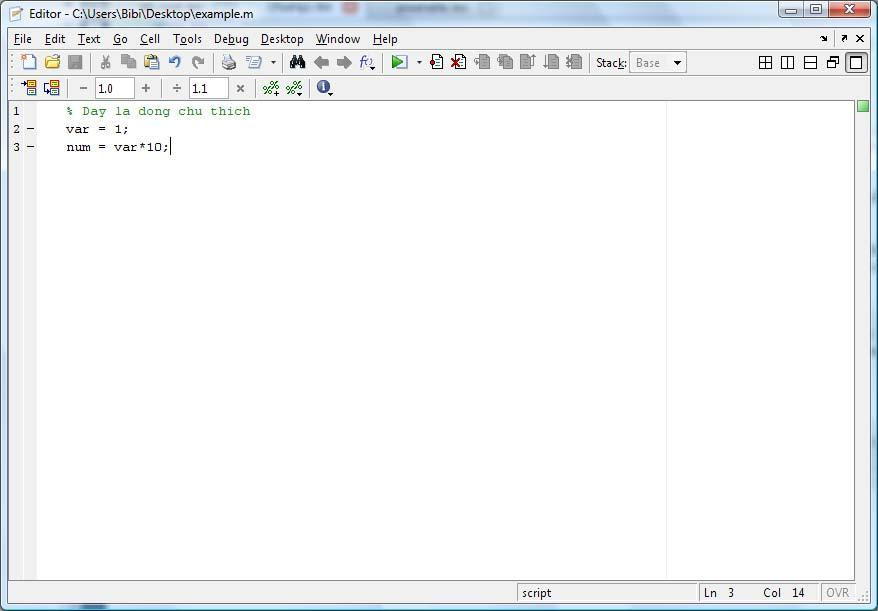 Editor - C:\Users\Bibi\Desktop\example.m
File Edit Text Go Cell Tools Debug Desktop Window Help
Stack: Base
− 1.0 + ÷ 1.1 ×
1 % Day la dong chu thich
2 − var = 1;
3 − num = var*10;
script Ln 3 Col 14 OVR